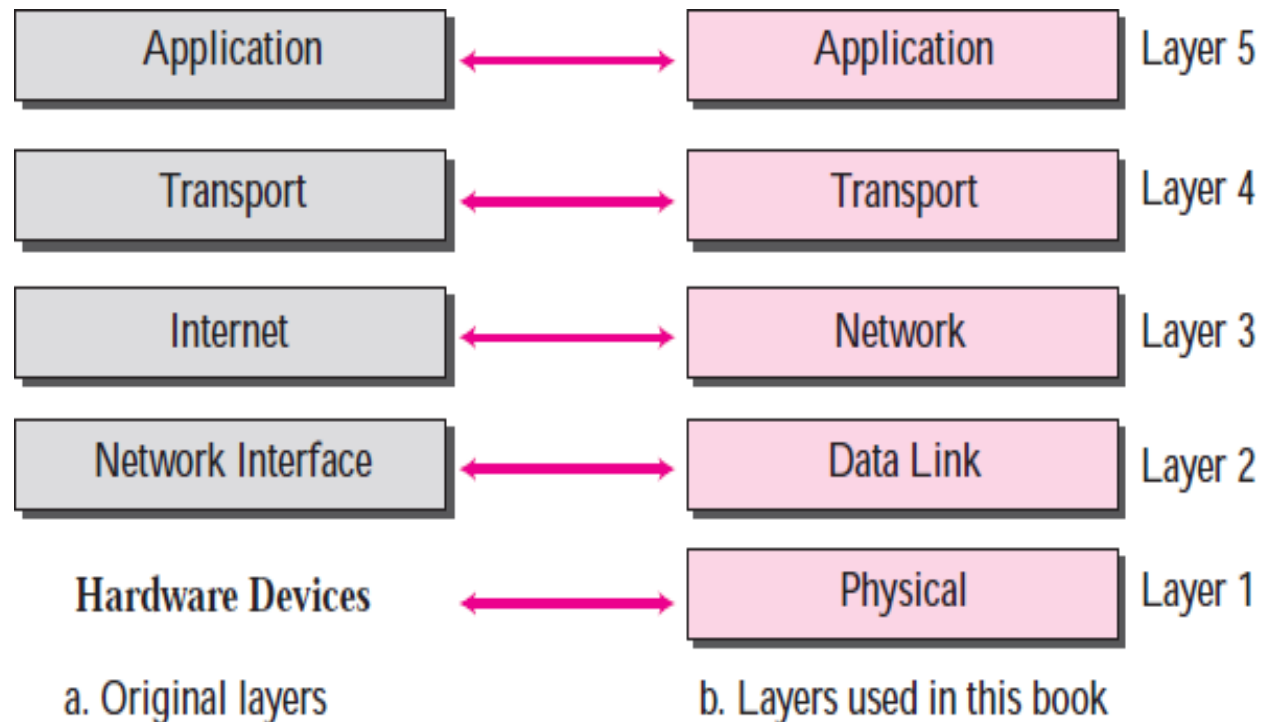 Application
Application
Layer 5
Transport
Transport
Layer 4
Internet
Network
Layer 3
Network Interface
Data Link
Layer 2
Hardware Devices
Physical
Layer 1
a. Original layers
b. Layers used in this book